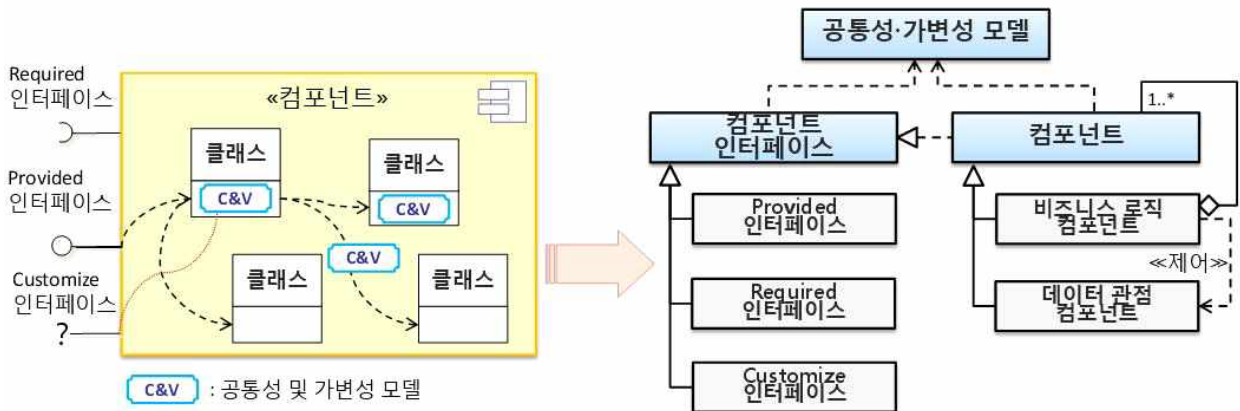 Required
인터페이스
Provided
인터페이스
Customize
인터페이스
?
«컴포넌트»
클래스
C&V
클래스
C&V
C&V
클래스
클래스
C&V : 공통성 및 가변성 모델
공통성·가변성 모델
컴포넌트
인터페이스
컴포넌트
1..*
Provided
인터페이스
Required
인터페이스
Customize
인터페이스
비즈니스 로직
컴포넌트
≪제어≫
데이터 관점
컴포넌트